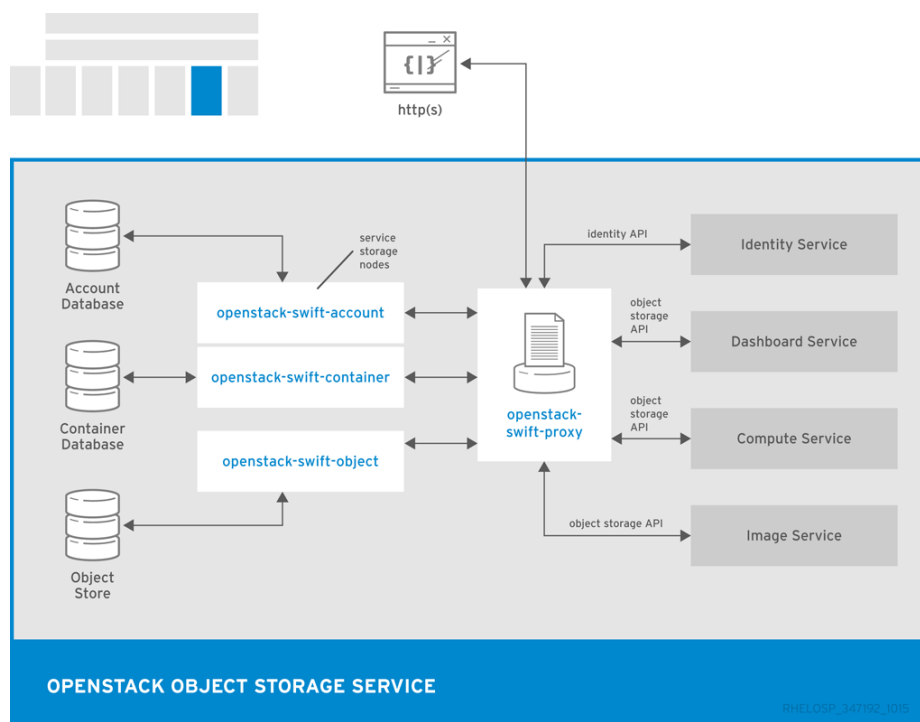 {|}
http(s)
service
storage
nodes
identity API
Identity Service
Account
Database
openstack-swift-account
object
storage
API
Dashboard Service
openstack-swift-container
Container
Database
openstack-
swift-proxy
object
storage
API
Compute Service
openstack-swift-object
object storage API
Image Service
Object
Store
OPENSTACK OBJECT STORAGE SERVICE
RHELOSP_347192_1015